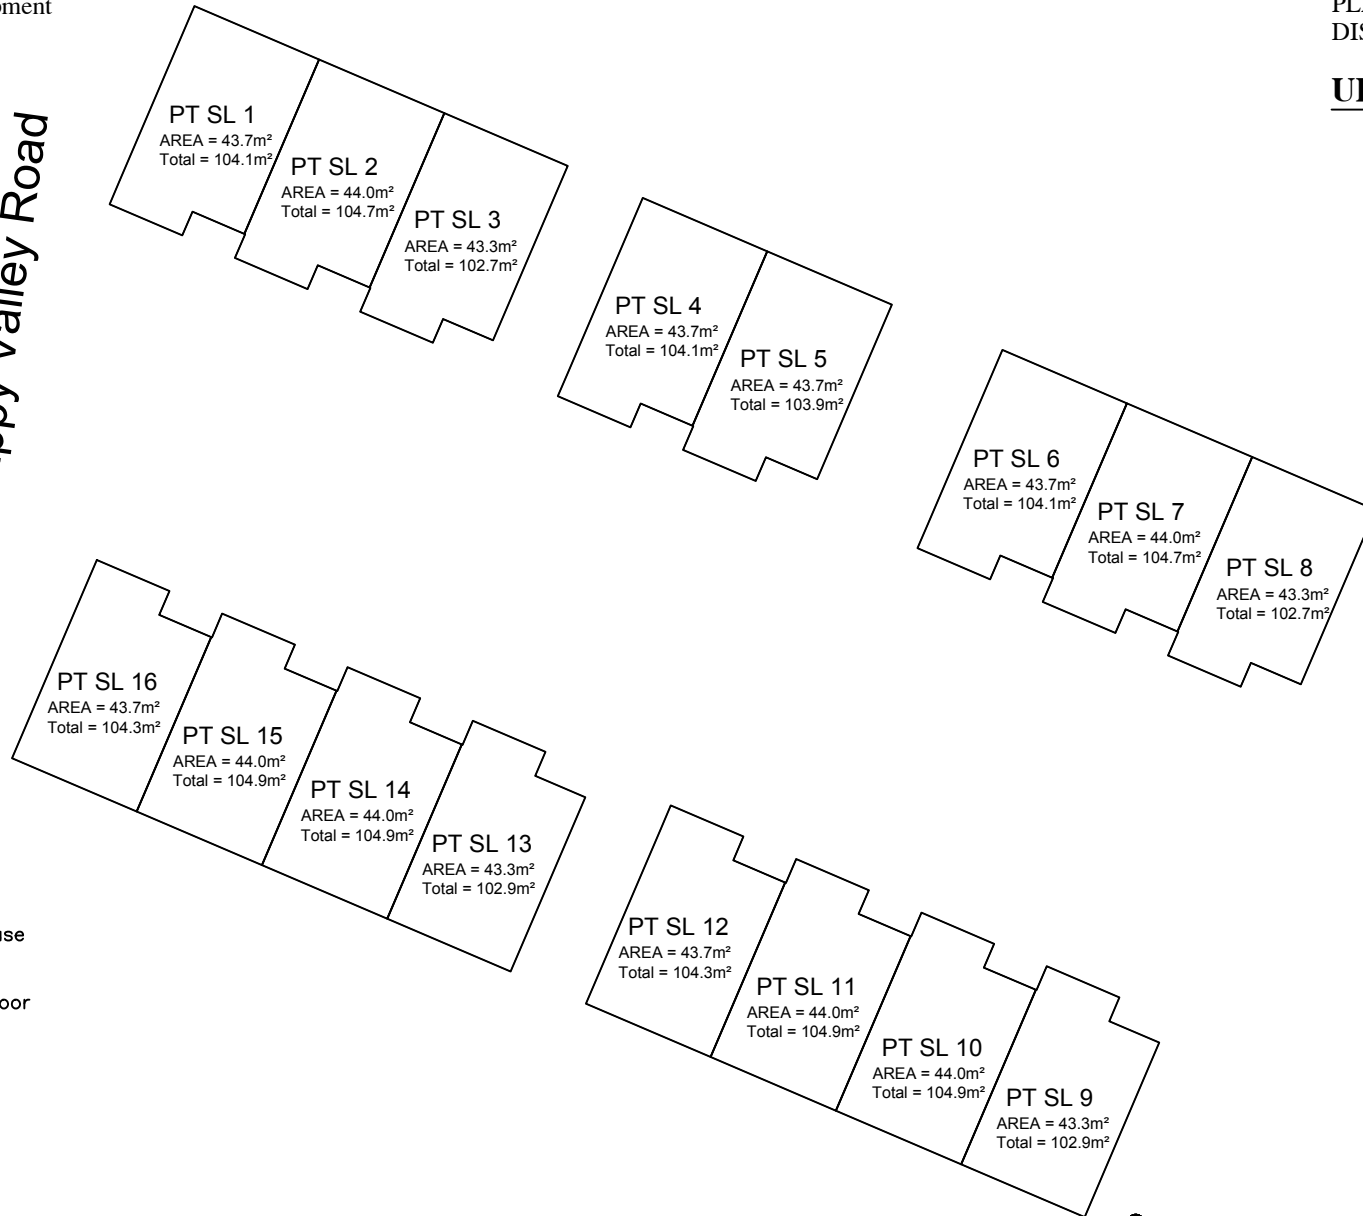 PT SL 1
AREA = 43.7m²
Total = 104.1m²
PT SL 2
AREA = 44.0m²
Total = 104.7m²
PT SL 3
AREA = 43.3m²
Total = 102.7m²
PT SL 4
AREA = 43.7m²
Total = 104.1m²
PT SL 5
AREA = 43.7m²
Total = 103.9m²
PT SL 6
AREA = 43.7m²
Total = 104.1m²
PT SL 7
AREA = 44.0m²
Total = 104.7m²
PT SL 8
AREA = 43.3m²
Total = 102.7m²
Valley Road
PT SL 16
AREA = 43.7m²
Total = 104.3m²
PT SL 15
AREA = 44.0m²
Total = 104.9m²
PT SL 14
AREA = 44.0m²
Total = 104.9m²
PT SL 13
AREA = 43.3m²
Total = 102.9m²
PT SL 12
AREA = 43.7m²
Total = 104.3m²
PT SL 11
AREA = 44.0m²
Total = 104.9m²
PT SL 10
AREA = 44.0m²
Total = 104.9m²
PT SL 9
AREA = 43.3m²
Total = 102.9m²